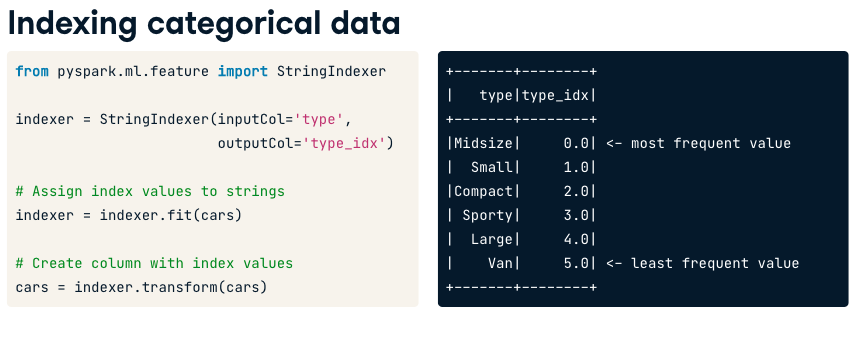 Indexing categorical data
from pyspark.ml.feature import StringIndexer
indexer = StringIndexer(inputCol='type',
                        outputCol='type_idx')
# Assign index values to strings
indexer = indexer.fit(cars)
# Create column with index values
cars = indexer.transform(cars)
+-------+--------+
|   type|type_idx|
+-------+--------+
|Midsize|     0.0| <- most frequent value
|  Small|     1.0|
|Compact|     2.0|
| Sporty|     3.0|
|  Large|     4.0|
|    Van|     5.0| <- least frequent value
+-------+--------+